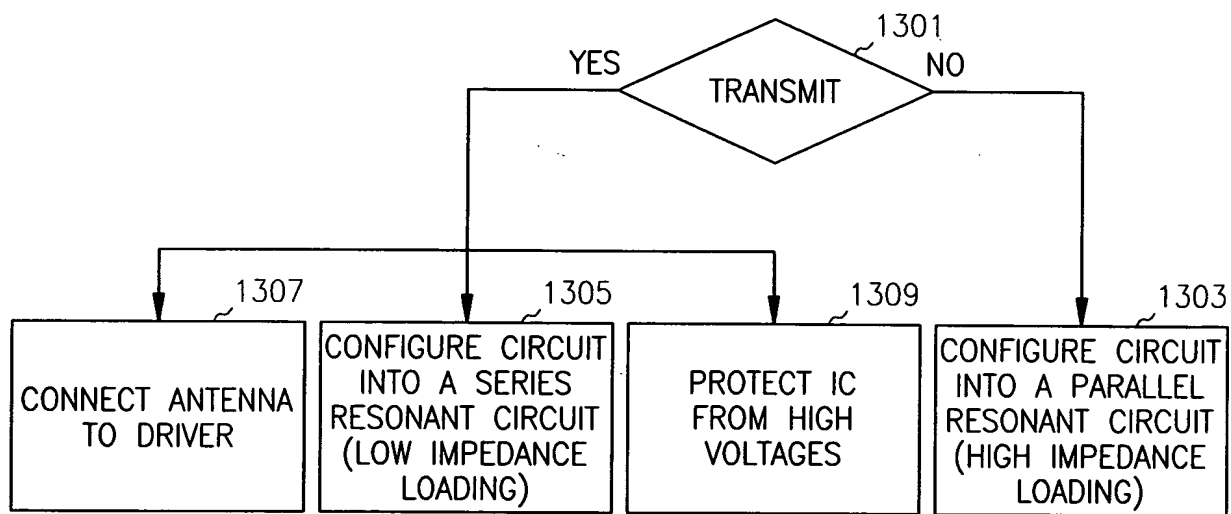 1301
YES
NO
TRANSMIT
1307
1305
1309
1303
CONNECT ANTENNA
TO DRIVER
CONFIGURE CIRCUIT
INTO A SERIES
RESONANT CIRCUIT
(LOW IMPEDANCE
LOADING)
PROTECT IC
FROM HIGH
VOLTAGES
CONFIGURE CIRCUIT
INTO A PARALLEL
RESONANT CIRCUIT
(HIGH IMPEDANCE
LOADING)